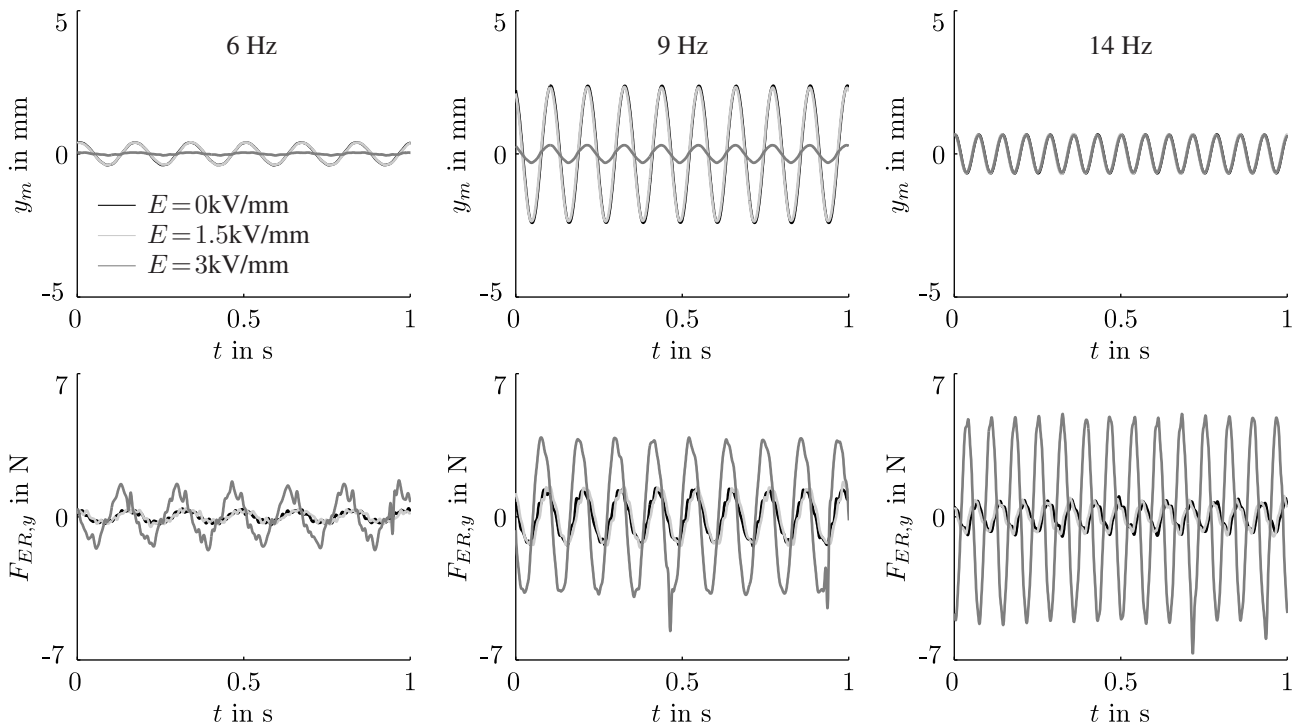 6 Hz
5
0
-5
y_m in mm
E=0kV/mm
E=1.5kV/mm
E=3kV/mm
0 0.5 1
t in s
9 Hz
5
0
-5
y_m in mm
0 0.5 1
t in s
14 Hz
5
0
-5
y_m in mm
0 0.5 1
t in s
7
0
-7
F_{ER,y} in N
0 0.5 1
t in s
7
0
-7
F_{ER,y} in N
0 0.5 1
t in s
7
0
-7
F_{ER,y} in N
0 0.5 1
t in s